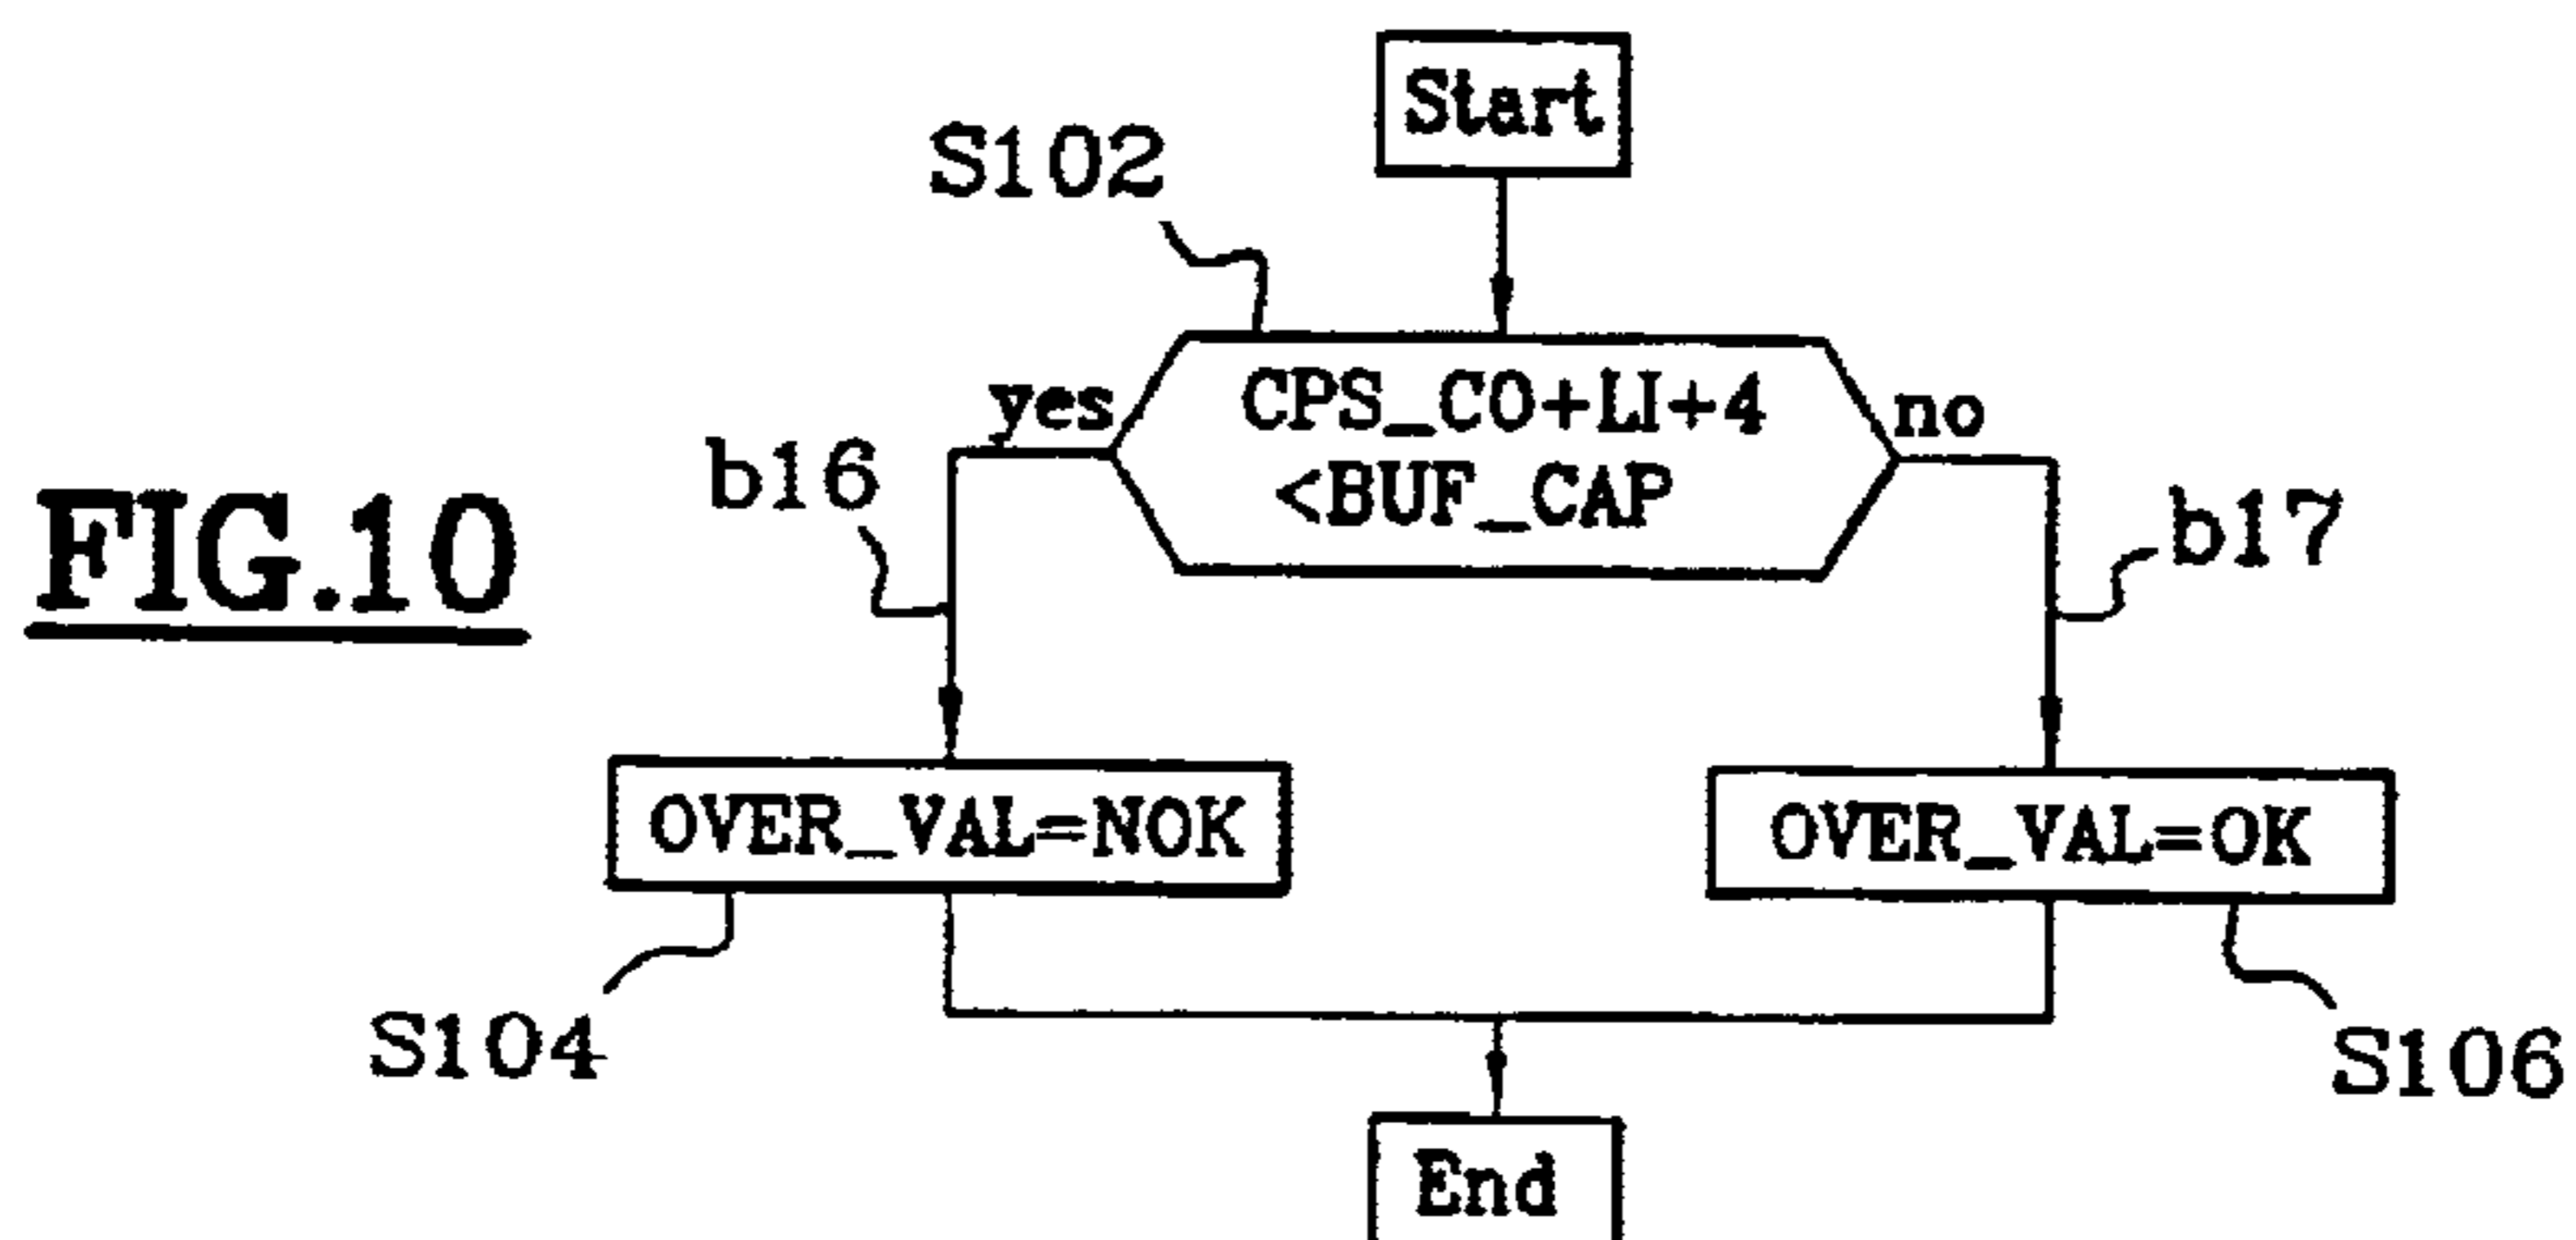 Start
S102
CPS_CO+LI+4
<BUF_CAP
yes
no
b16
b17
FIG.10
OVER_VAL=NOK
OVER_VAL=OK
S104
S106
End